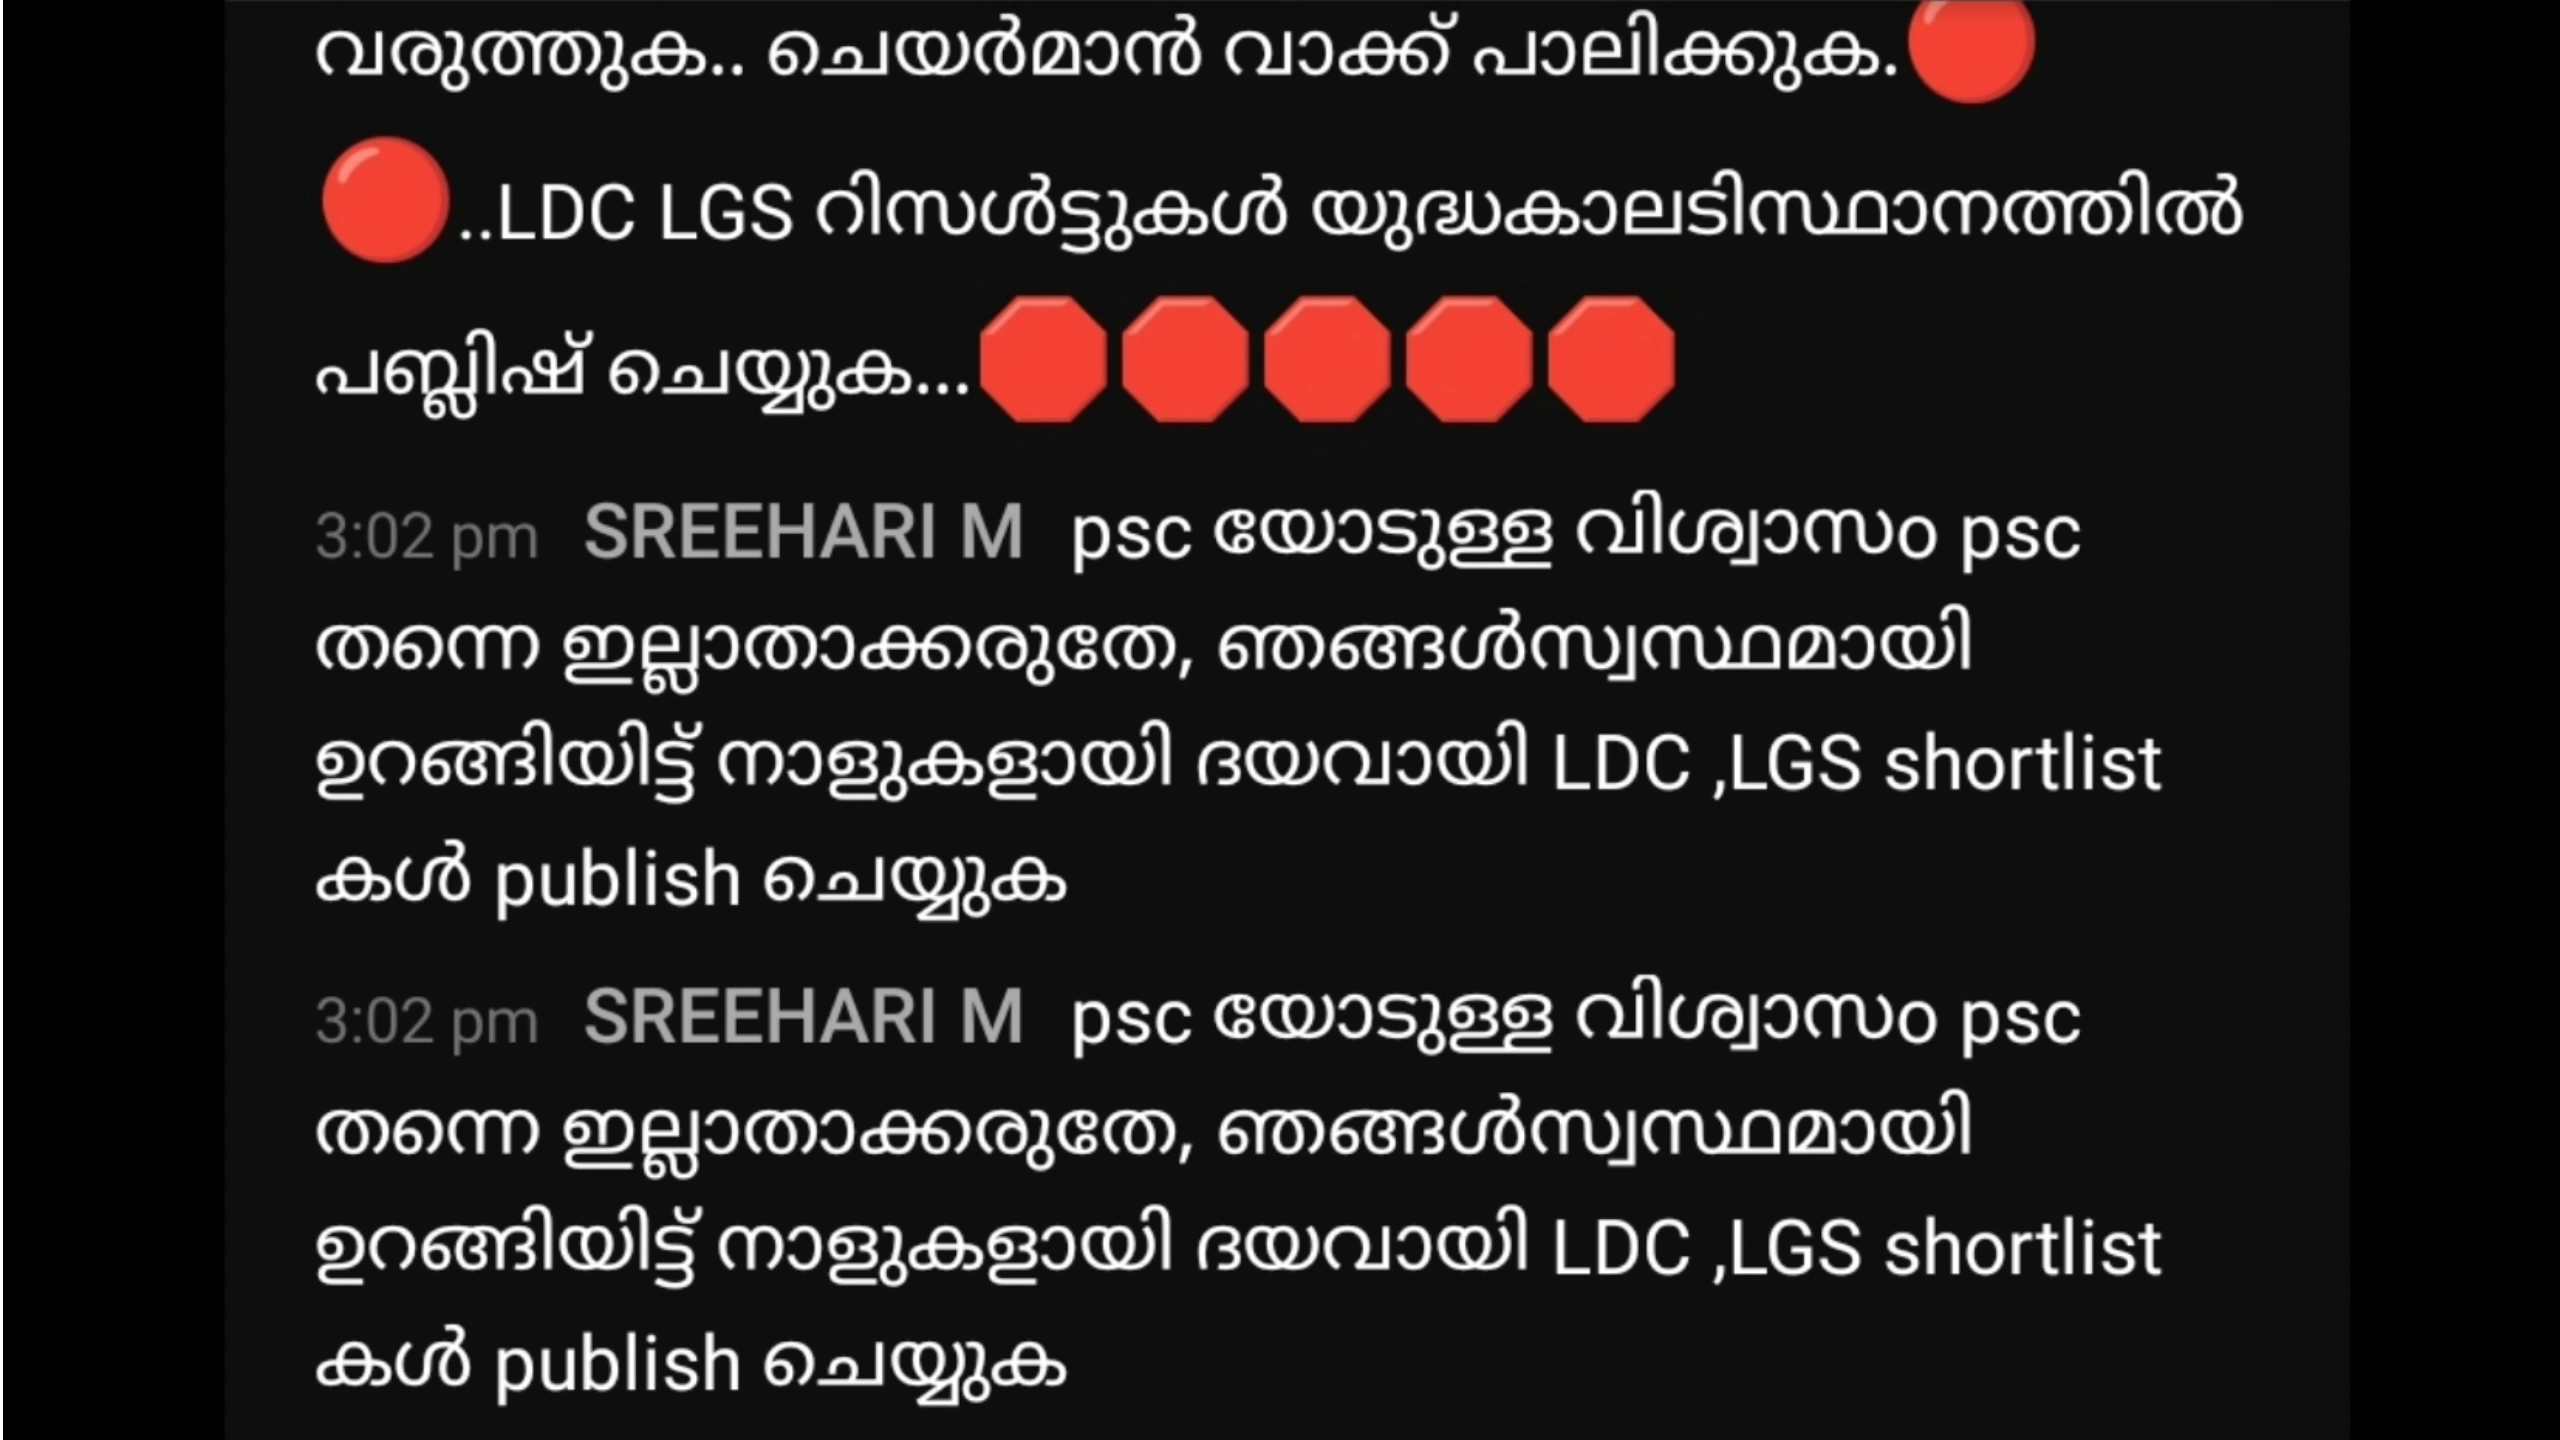 വരുത്തുക.. ചെയർമാൻ വാക്ക് പാലിക്കുക.🔴
🔴..LDC LGS റിസൾട്ടുകൾ യുദ്ധകാലടിസ്ഥാനത്തിൽ
പബ്ലിഷ് ചെയ്യുക...🛑🛑🛑🛑🛑
3:02 pm SREEHARI M psc യോടുള്ള വിശ്വാസം psc
തന്നെ ഇല്ലാതാക്കരുതേ, ഞങ്ങൾസ്വസ്ഥമായി
ഉറങ്ങിയിട്ട് നാളുകളായി ദയവായി LDC ,LGS shortlist
കൾ publish ചെയ്യുക
3:02 pm SREEHARI M psc യോടുള്ള വിശ്വാസം psc
തന്നെ ഇല്ലാതാക്കരുതേ, ഞങ്ങൾസ്വസ്ഥമായി
ഉറങ്ങിയിട്ട് നാളുകളായി ദയവായി LDC ,LGS shortlist
കൾ publish ചെയ്യുക